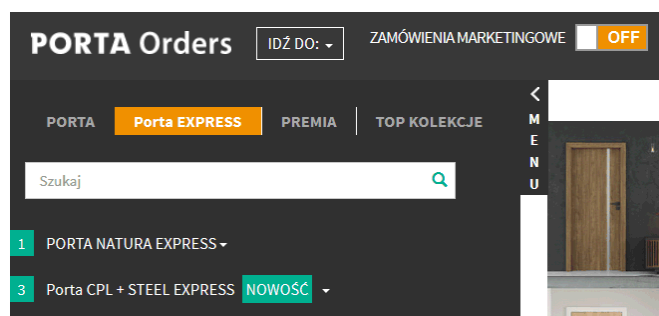 PORTA Orders IDŹ DO: ZAMÓWIENIA MARKETINGOWE OFF
PORTA Porta EXPRESS PREMIA TOP KOLEKCJE
MENU
Szukaj
1 PORTA NATURA EXPRESS
3 Porta CPL + STEEL EXPRESS NOWOŚĆ